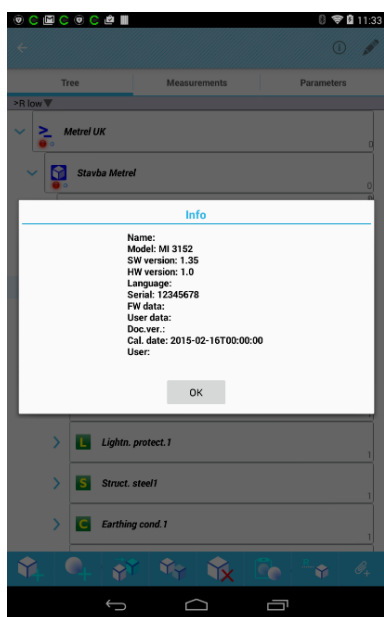 11:33
Tree Measurements Parameters
>R low
Metrel UK
0
Stavba Metrel
0
Info
Name:
Model: MI 3152
SW version: 1.35
HW version: 1.0
Language:
Serial: 12345678
FW data:
User data:
Doc.ver.:
Cal. date: 2015-02-16T00:00:00
User:
OK
L Lightn. protect.1
1
S Struct. steel1
1
C Earthing cond.1
1